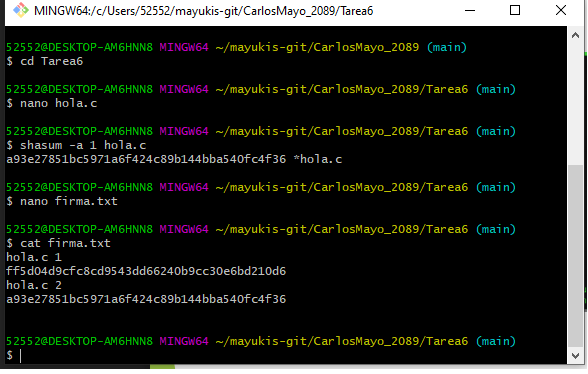 MINGW64:/c/Users/52552/mayukis-git/CarlosMayo_2089/Tarea6
52552@DESKTOP-AM6HNN8 MINGW64 ~/mayukis-git/CarlosMayo_2089 (main)
$ cd Tarea6
52552@DESKTOP-AM6HNN8 MINGW64 ~/mayukis-git/CarlosMayo_2089/Tarea6 (main)
$ nano hola.c
52552@DESKTOP-AM6HNN8 MINGW64 ~/mayukis-git/CarlosMayo_2089/Tarea6 (main)
$ shasum -a 1 hola.c
a93e27851bc5971a6f424c89b144bba540fc4f36 *hola.c
52552@DESKTOP-AM6HNN8 MINGW64 ~/mayukis-git/CarlosMayo_2089/Tarea6 (main)
$ nano firma.txt
52552@DESKTOP-AM6HNN8 MINGW64 ~/mayukis-git/CarlosMayo_2089/Tarea6 (main)
$ cat firma.txt
hola.c 1
ff5d04d9cfc8cd9543dd66240b9cc30e6bd210d6
hola.c 2
a93e27851bc5971a6f424c89b144bba540fc4f36
52552@DESKTOP-AM6HNN8 MINGW64 ~/mayukis-git/CarlosMayo_2089/Tarea6 (main)
$